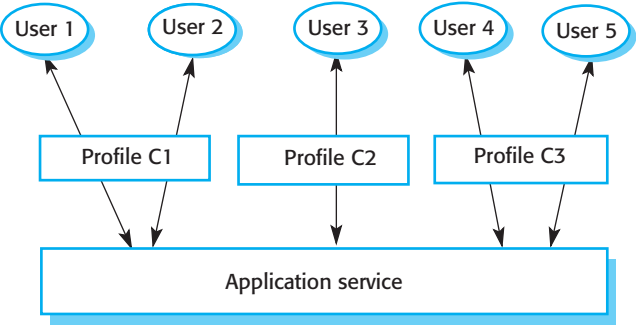 User 1
User 2
User 3
User 4
User 5
Profile C1
Profile C2
Profile C3
Application service